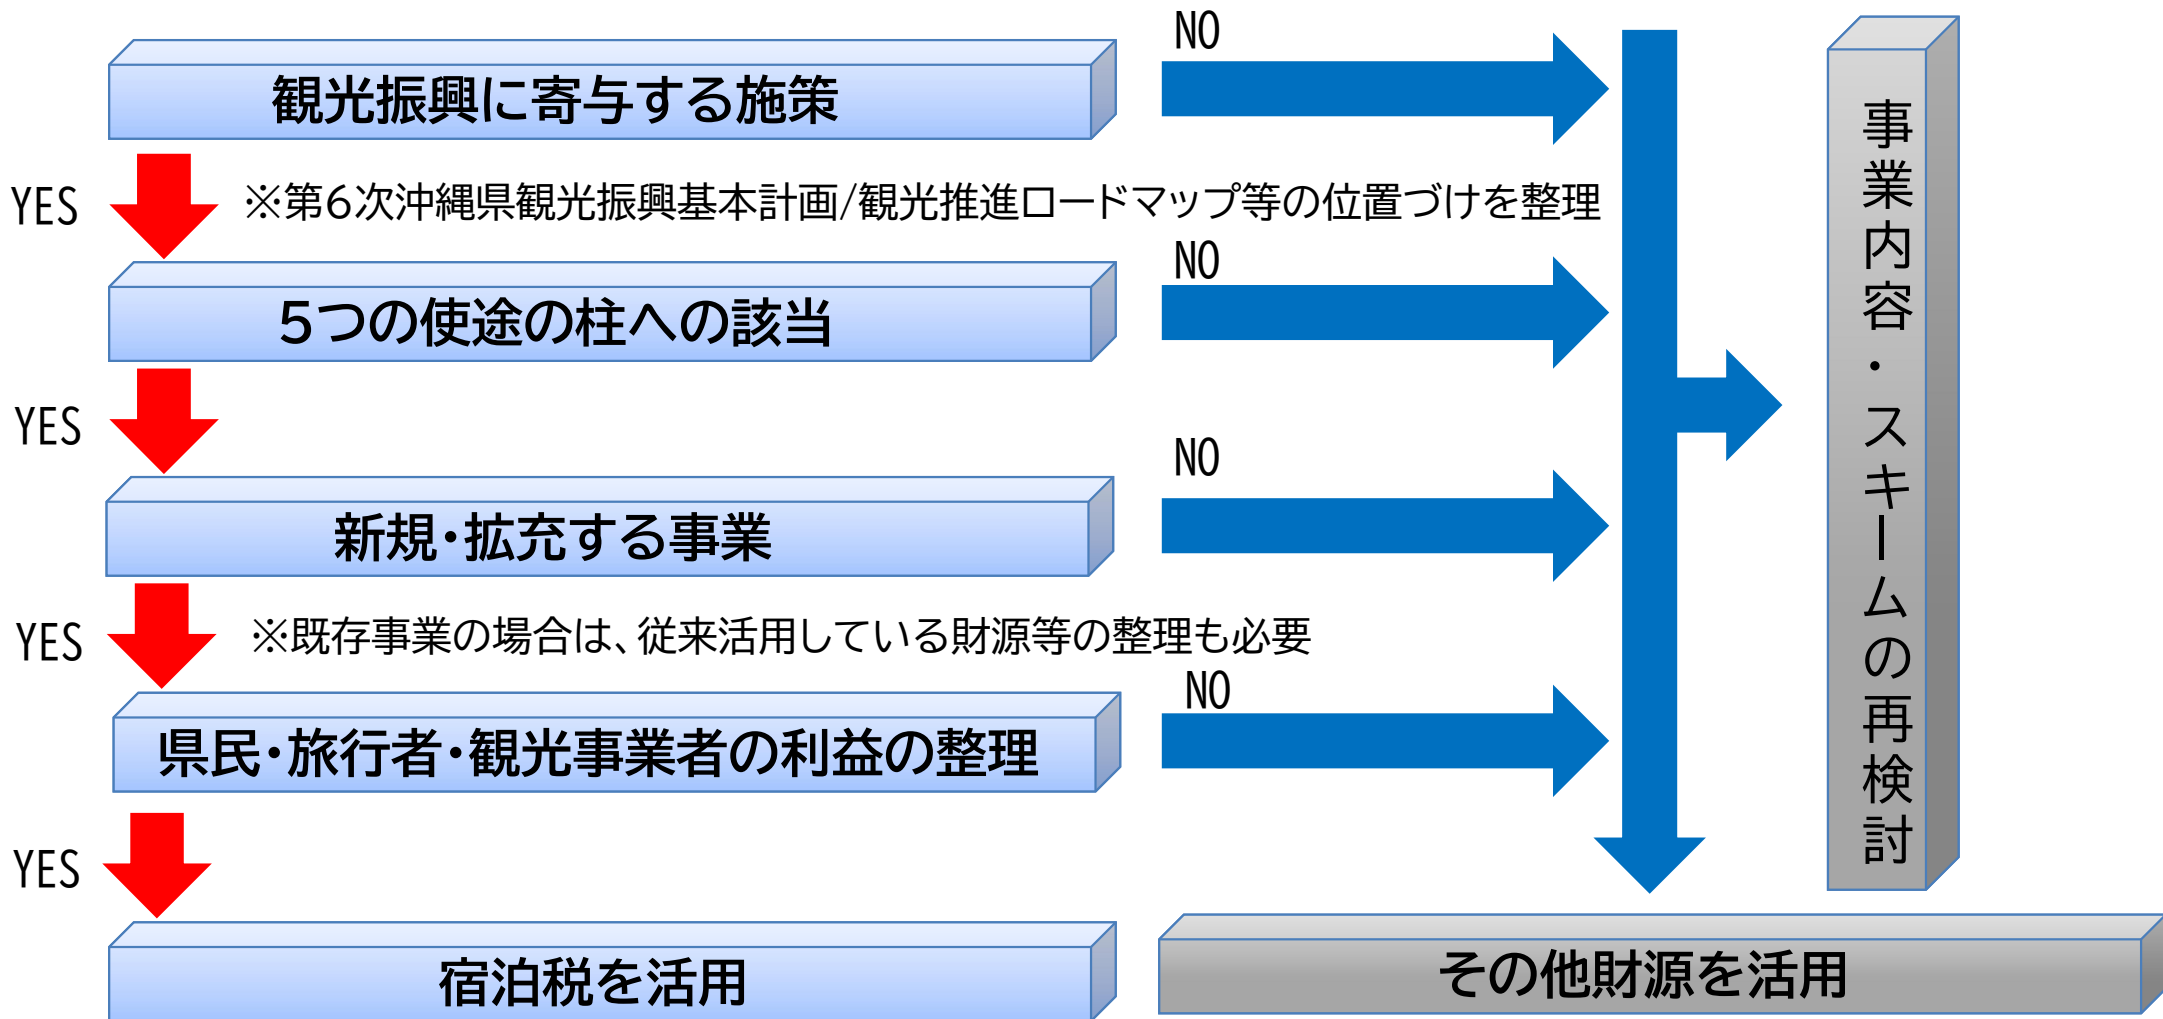 観光振興に寄与する施策
NO
YES
※第６次沖縄県観光振興基本計画/観光推進ロードマップ等の位置づけを整理
５つの使途の柱への該当
NO
YES
新規・拡充する事業
NO
YES
※既存事業の場合は、従来活用している財源等の整理も必要
県民・旅行者・観光事業者の利益の整理
NO
YES
宿泊税を活用
その他財源を活用
事業内容・スキームの再検討